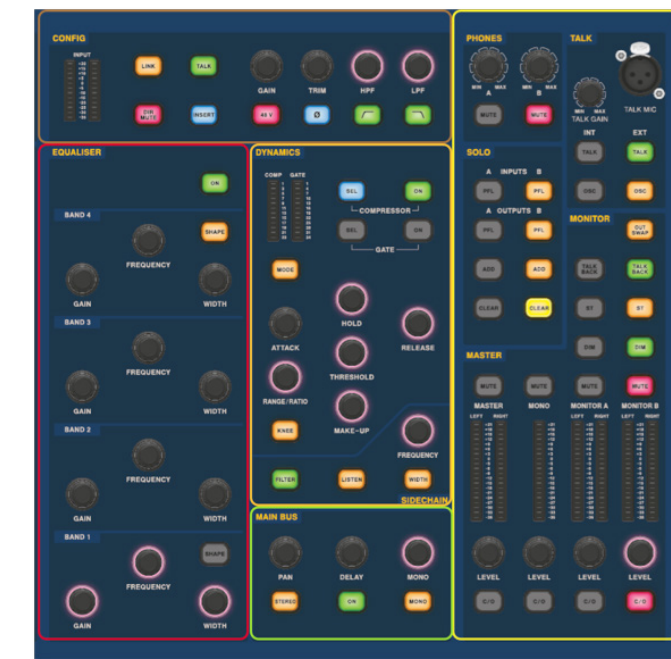 CONFIG
INPUT
LINK
TALK
GAIN
TRIM
HPF
LPF
DIR MUTE
INSERT
48 V
Ø
PHONES
MIN MAX
A
MIN MAX
B
MUTE
MUTE
TALK
MIN MAX
TALK GAIN
TALK MIC
INT
EXT
TALK
TALK
OSC
OSC
SOLO
A INPUTS B
PFL
PFL
A OUTPUTS B
PFL
PFL
ADD
ADD
CLEAR
CLEAR
MONITOR
OUT SWAP
TALK BACK
TALK BACK
DIM
DIM
EQUALISER
ON
BAND 4
SHAPE
FREQUENCY
GAIN
WIDTH
BAND 3
FREQUENCY
GAIN
WIDTH
BAND 2
FREQUENCY
GAIN
WIDTH
BAND 1
SHAPE
FREQUENCY
GAIN
WIDTH
DYNAMICS
COMP GATE
SEL
ON
COMPRESSOR
SEL
ON
GATE
MODE
HOLD
ATTACK
RELEASE
THRESHOLD
RANGE/RATIO
KNEE
MAKE-UP
FREQUENCY
FILTER
LISTEN
WIDTH
SIDECHAIN
MAIN BUS
PAN
DELAY
MONO
STEREO
ON
MONO
MASTER
MUTE
MUTE
MUTE
MUTE
MASTER
MONO
MONITOR A
MONITOR B
LEFT RIGHT
LEFT RIGHT
LEFT RIGHT
LEVEL
LEVEL
LEVEL
LEVEL
C/O
C/O
C/O
C/O